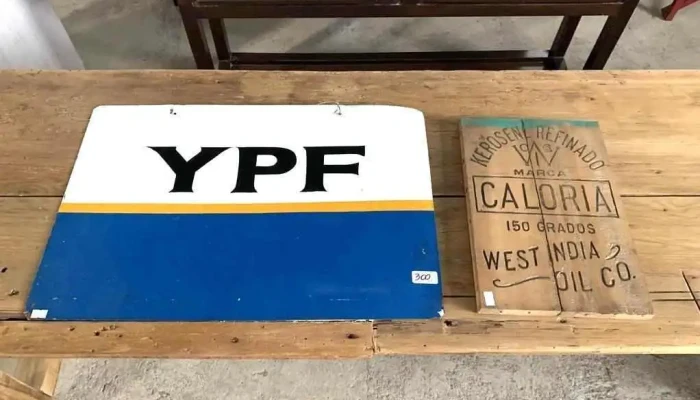 YPF
300
KEROSENE REFINADO
MARCA
CALORIA
150 GRADOS
WEST INDIA
OIL CO.